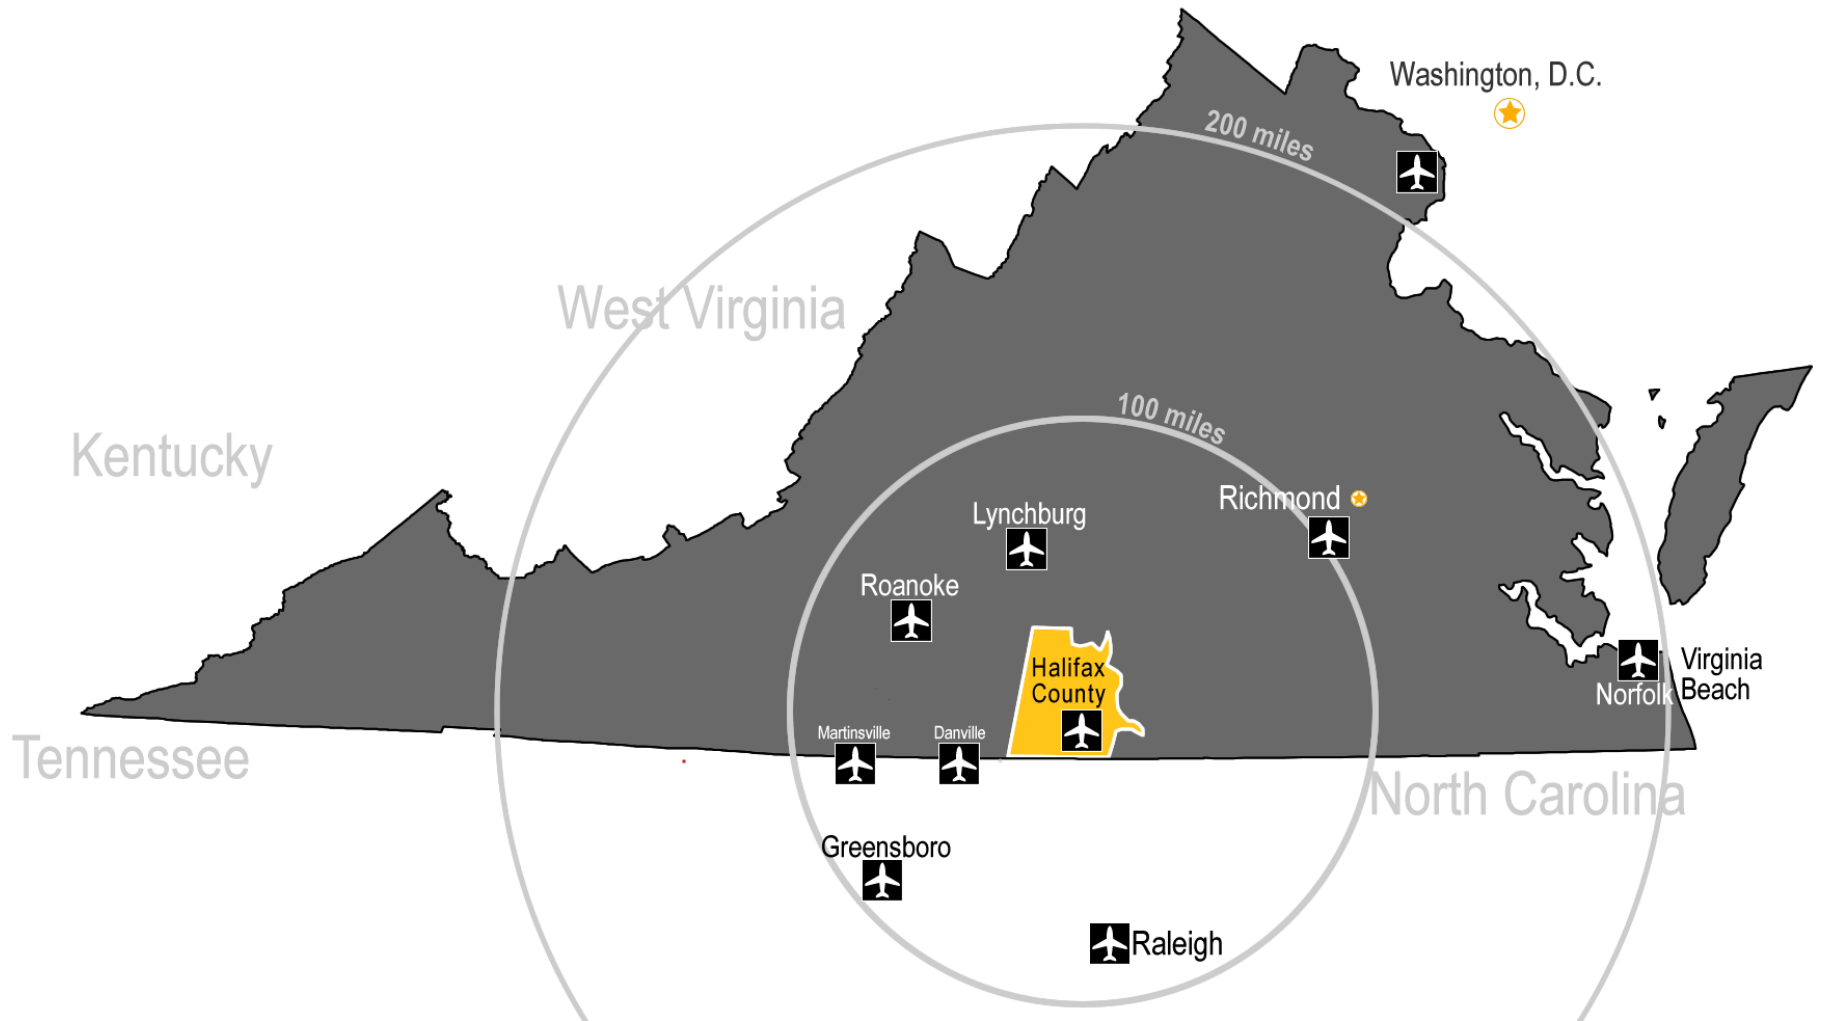 Washington, D.C.
200 miles
West Virginia
100 miles
Kentucky
Richmond
Lynchburg
Roanoke
Halifax
County
Virginia
Beach
Norfolk
Martinsville
Danville
Tennessee
North Carolina
Greensboro
Raleigh